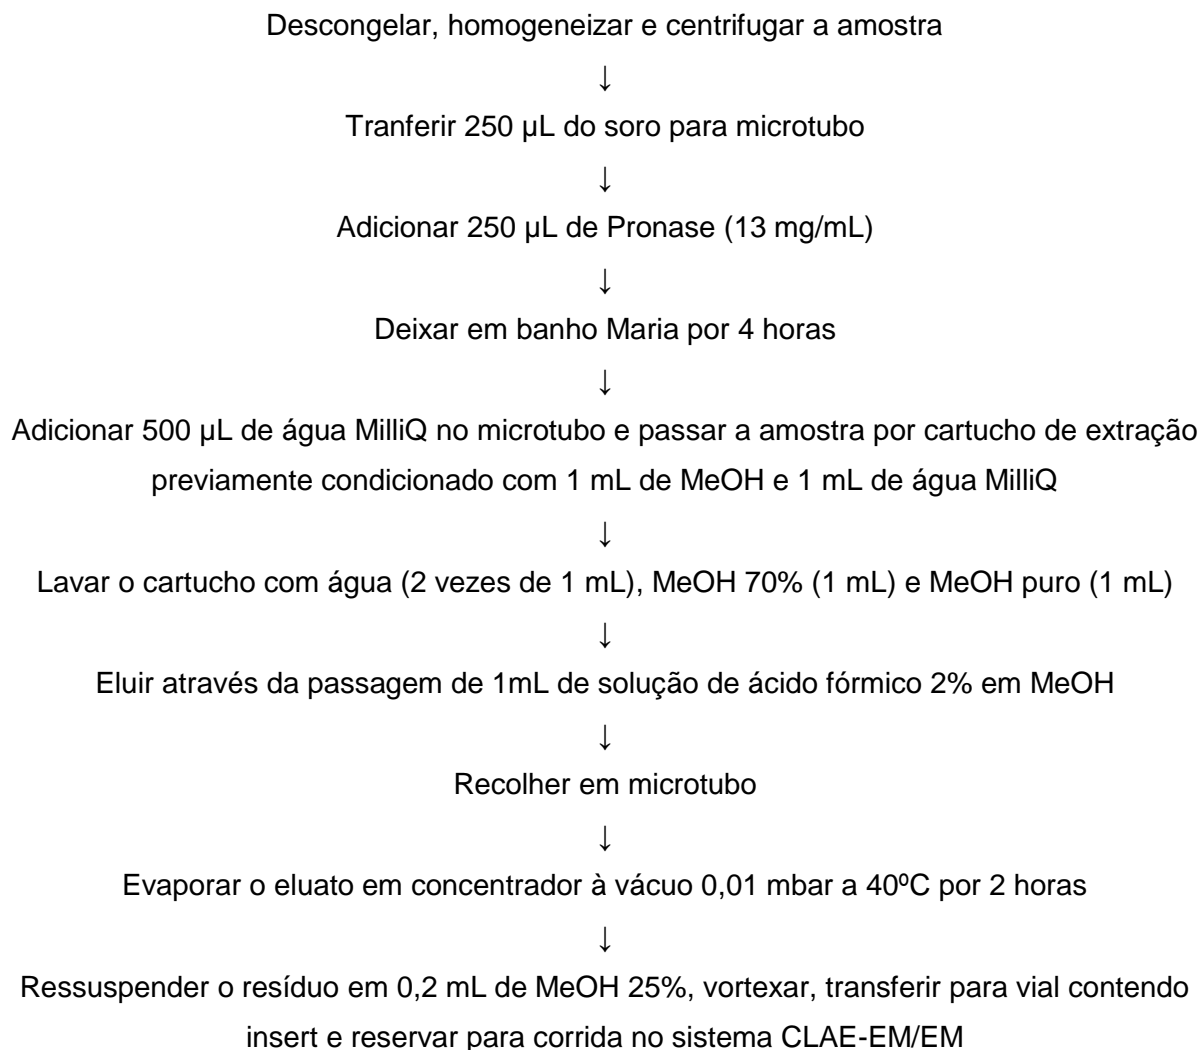 Descongelar, homogeneizar e centrifugar a amostra
↓
Tranferir 250 µL do soro para microtubo
↓
Adicionar 250 µL de Pronase (13 mg/mL)
↓
Deixar em banho Maria por 4 horas
↓
Adicionar 500 µL de água MilliQ no microtubo e passar a amostra por cartucho de extração
previamente condicionado com 1 mL de MeOH e 1 mL de água MilliQ
↓
Lavar o cartucho com água (2 vezes de 1 mL), MeOH 70% (1 mL) e MeOH puro (1 mL)
↓
Eluir através da passagem de 1mL de solução de ácido fórmico 2% em MeOH
↓
Recolher em microtubo
↓
Evaporar o eluato em concentrador à vácuo 0,01 mbar a 40ºC por 2 horas
↓
Ressuspender o resíduo em 0,2 mL de MeOH 25%, vortexar, transferir para vial contendo
insert e reservar para corrida no sistema CLAE-EM/EM